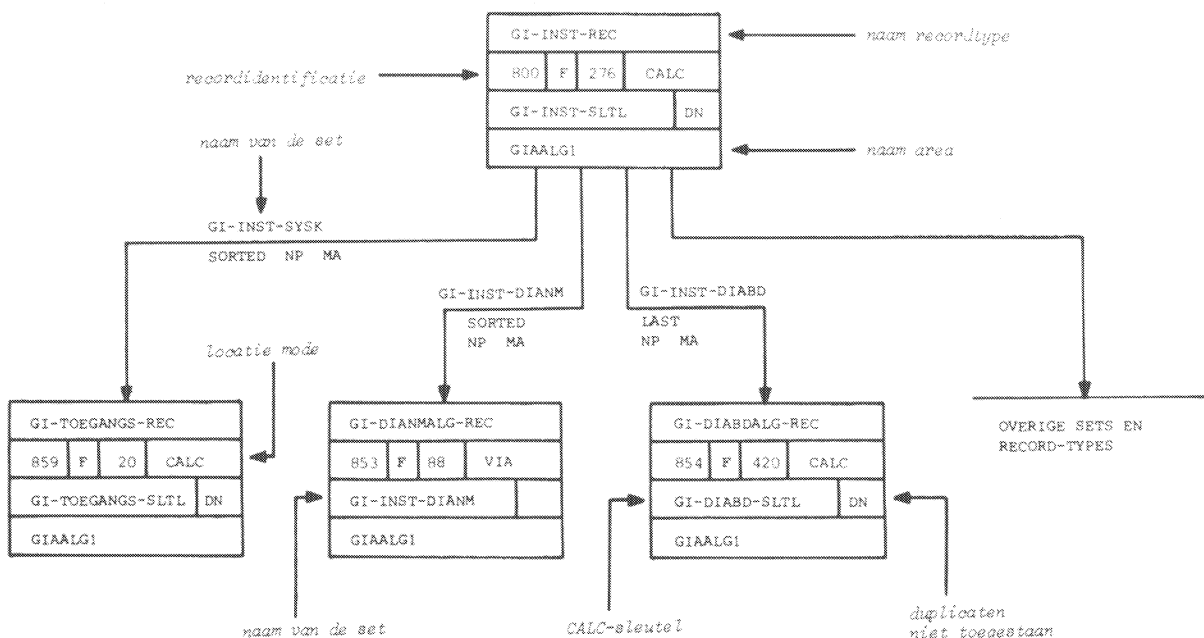 GI-INST-REC
naam recordtype
recordidentificatie
800 F 276 CALC
GI-INST-SLTL DN
naam van de set
GIAALG1
naam area
GI-INST-SYSK
SORTED NP MA
GI-INST-DIANM
SORTED
NP MA
GI-INST-DIABD
LAST
NP MA
locatie mode
GI-TOEGANGS-REC
859 F 20 CALC
GI-TOEGANGS-SLTL DN
GIAALG1
GI-DIANMALG-REC
853 F 88 VIA
GI-INST-DIANM
GIAALG1
GI-DIABDALG-REC
854 F 420 CALC
GI-DIABD-SLTL DN
GIAALG1
OVERIGE SETS EN
RECORD-TYPES
naam van de set
CALC-sleutel
duplicaten
niet toegestaan